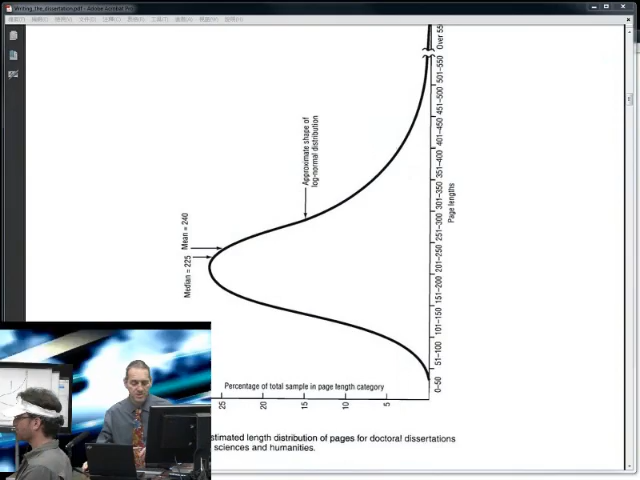 Writing_the_dissertation.pdf - Adobe Acrobat Pro
Over 55
501–550
451–500
401–450
351–400
301–350
251–300
201–250
151–200
101–150
51–100
0–50
Page lengths
Approximate shape of
log-normal distribution
Mean = 240
Median = 225
Percentage of total sample in page length category
25
20
15
10
5
stimated length distribution of pages for doctoral dissertations
sciences and humanities.